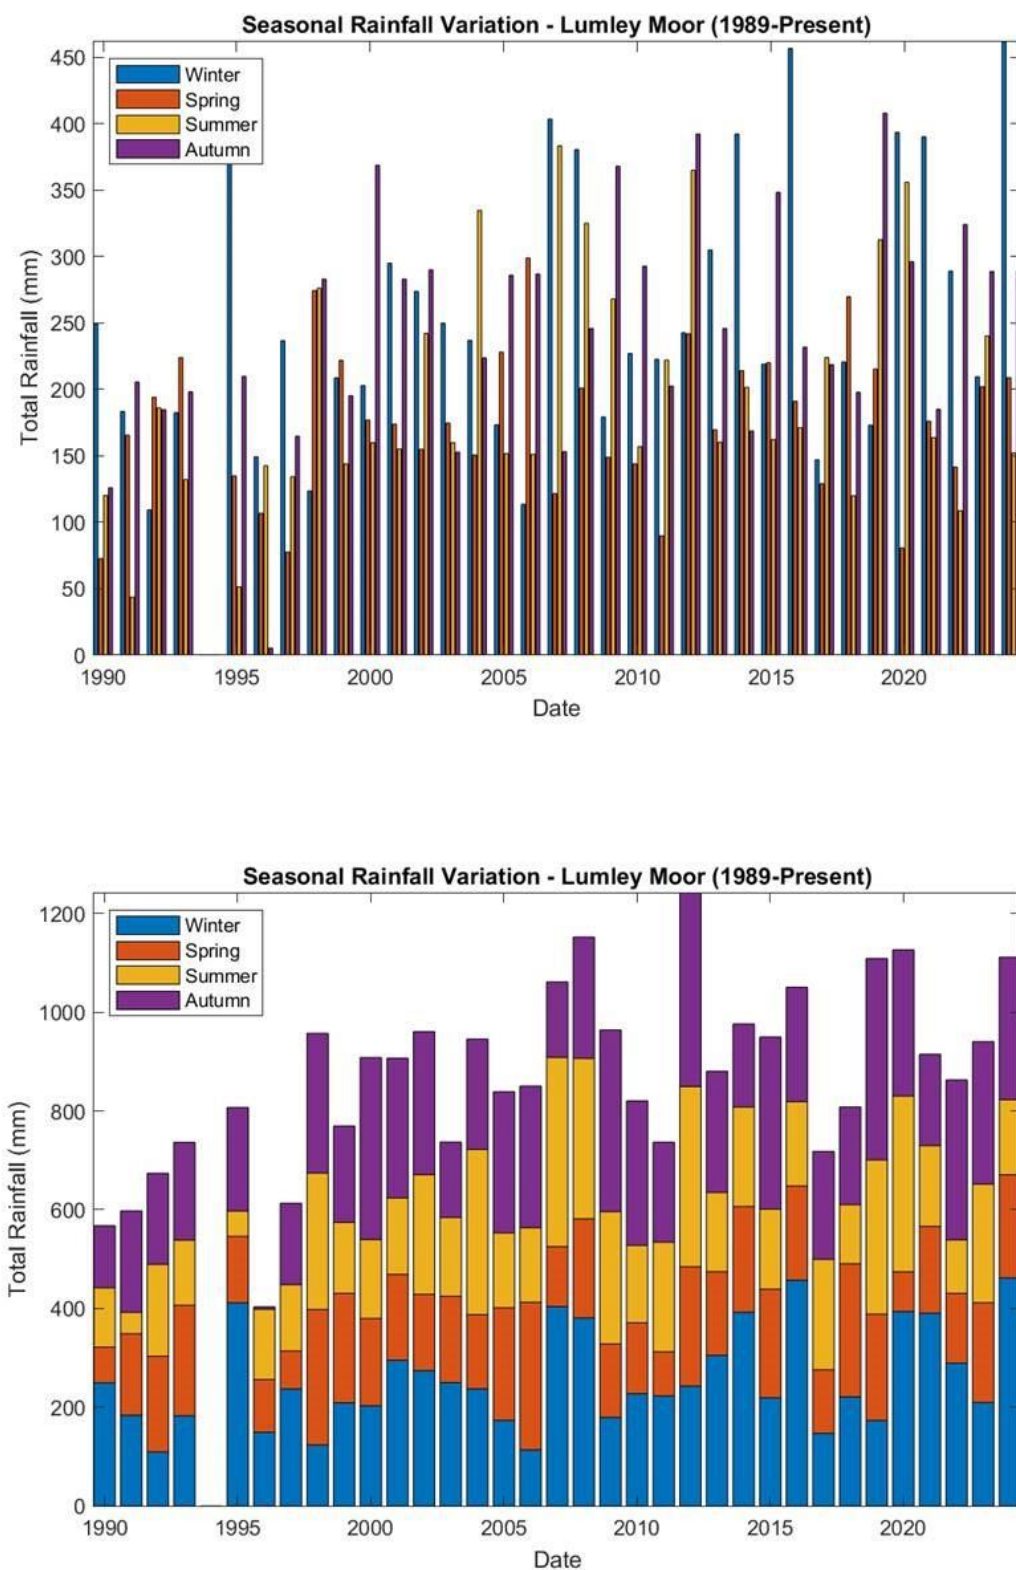 Seasonal Rainfall Variation - Lumley Moor (1989-Present)
450
400
350
300
250
200
150
100
50
0
Total Rainfall (mm)
Winter
Spring
Summer
Autumn
1990 1995 2000 2005 2010 2015 2020
Date
Seasonal Rainfall Variation - Lumley Moor (1989-Present)
1200
1000
800
600
400
200
0
Total Rainfall (mm)
Winter
Spring
Summer
Autumn
1990 1995 2000 2005 2010 2015 2020
Date